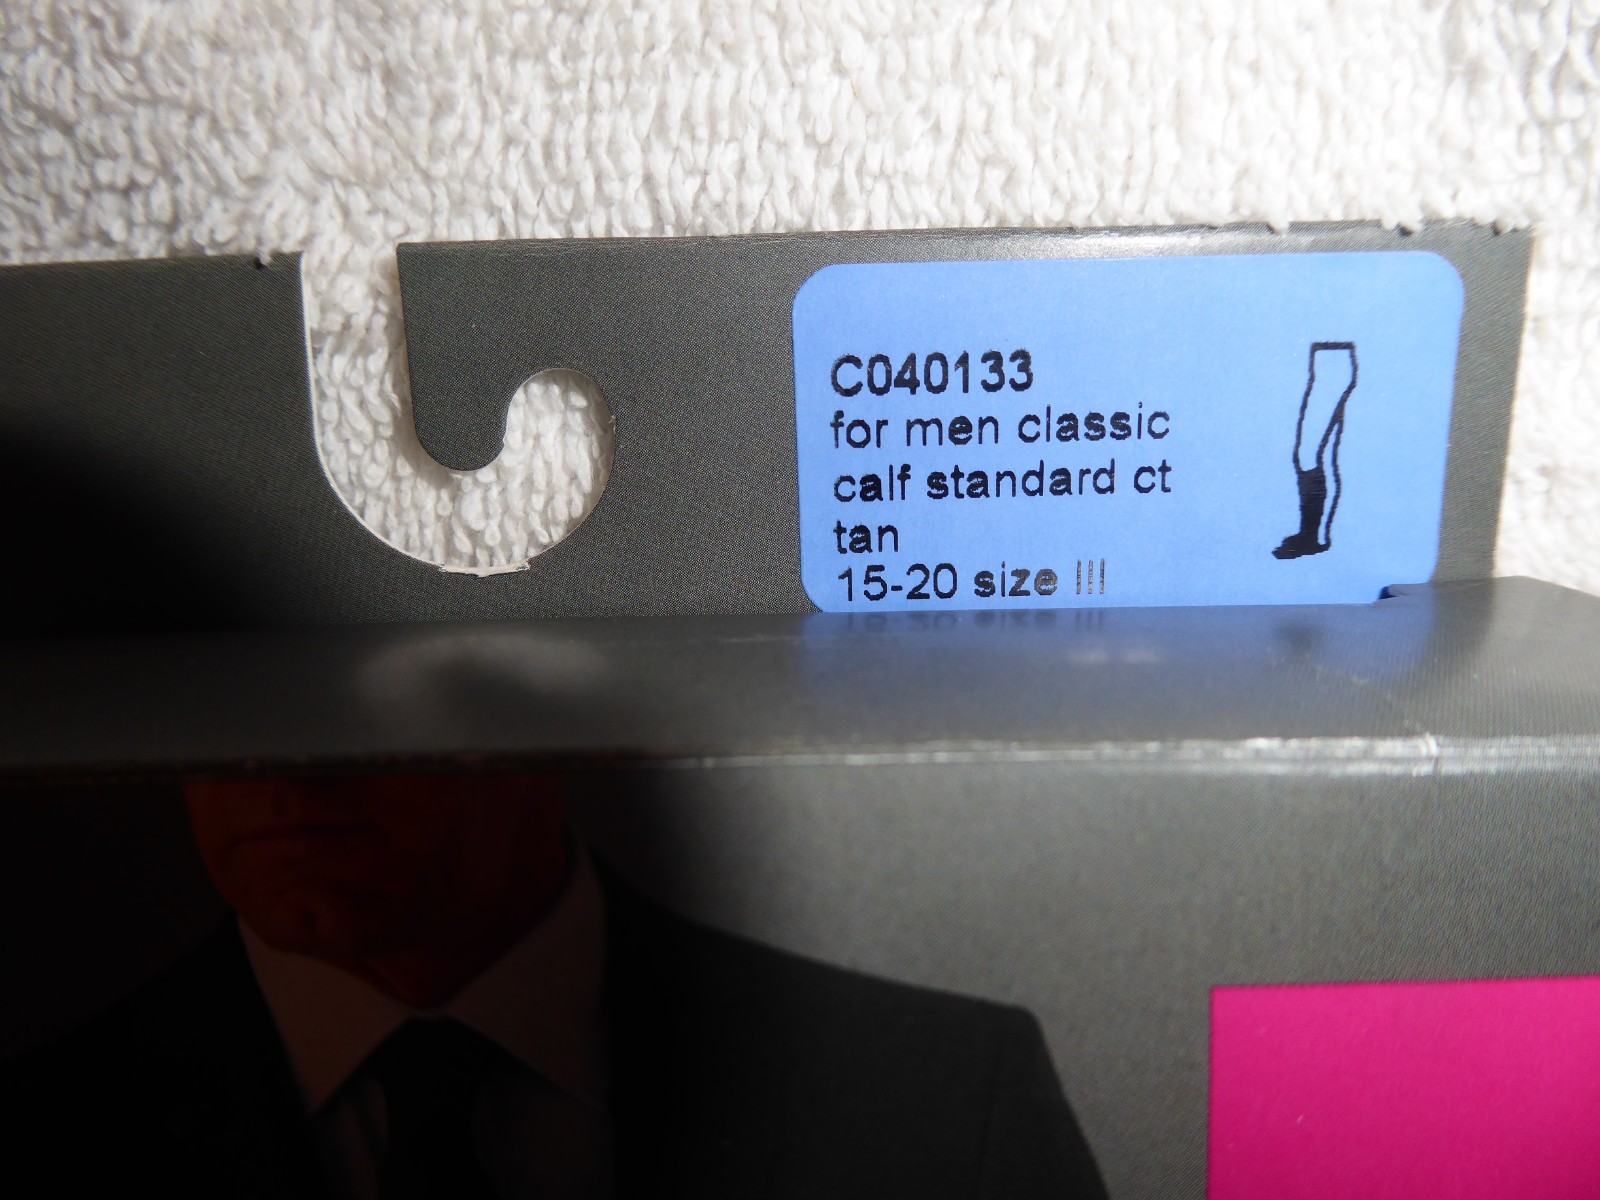 C040133
for men classic
calf standard ct
tan
15-20 size III